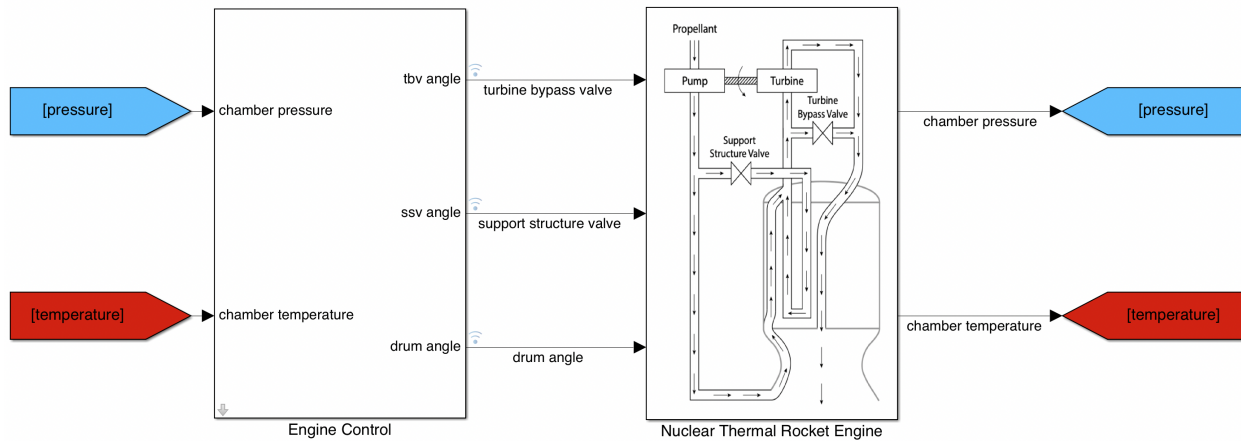 [pressure]
chamber pressure
[temperature]
chamber temperature
tbv angle
ssv angle
drum angle
Engine Control
turbine bypass valve
support structure valve
drum angle
Propellant
Pump
Turbine
Turbine
Bypass Valve
Support
Structure Valve
Nuclear Thermal Rocket Engine
chamber pressure
[pressure]
chamber temperature
[temperature]